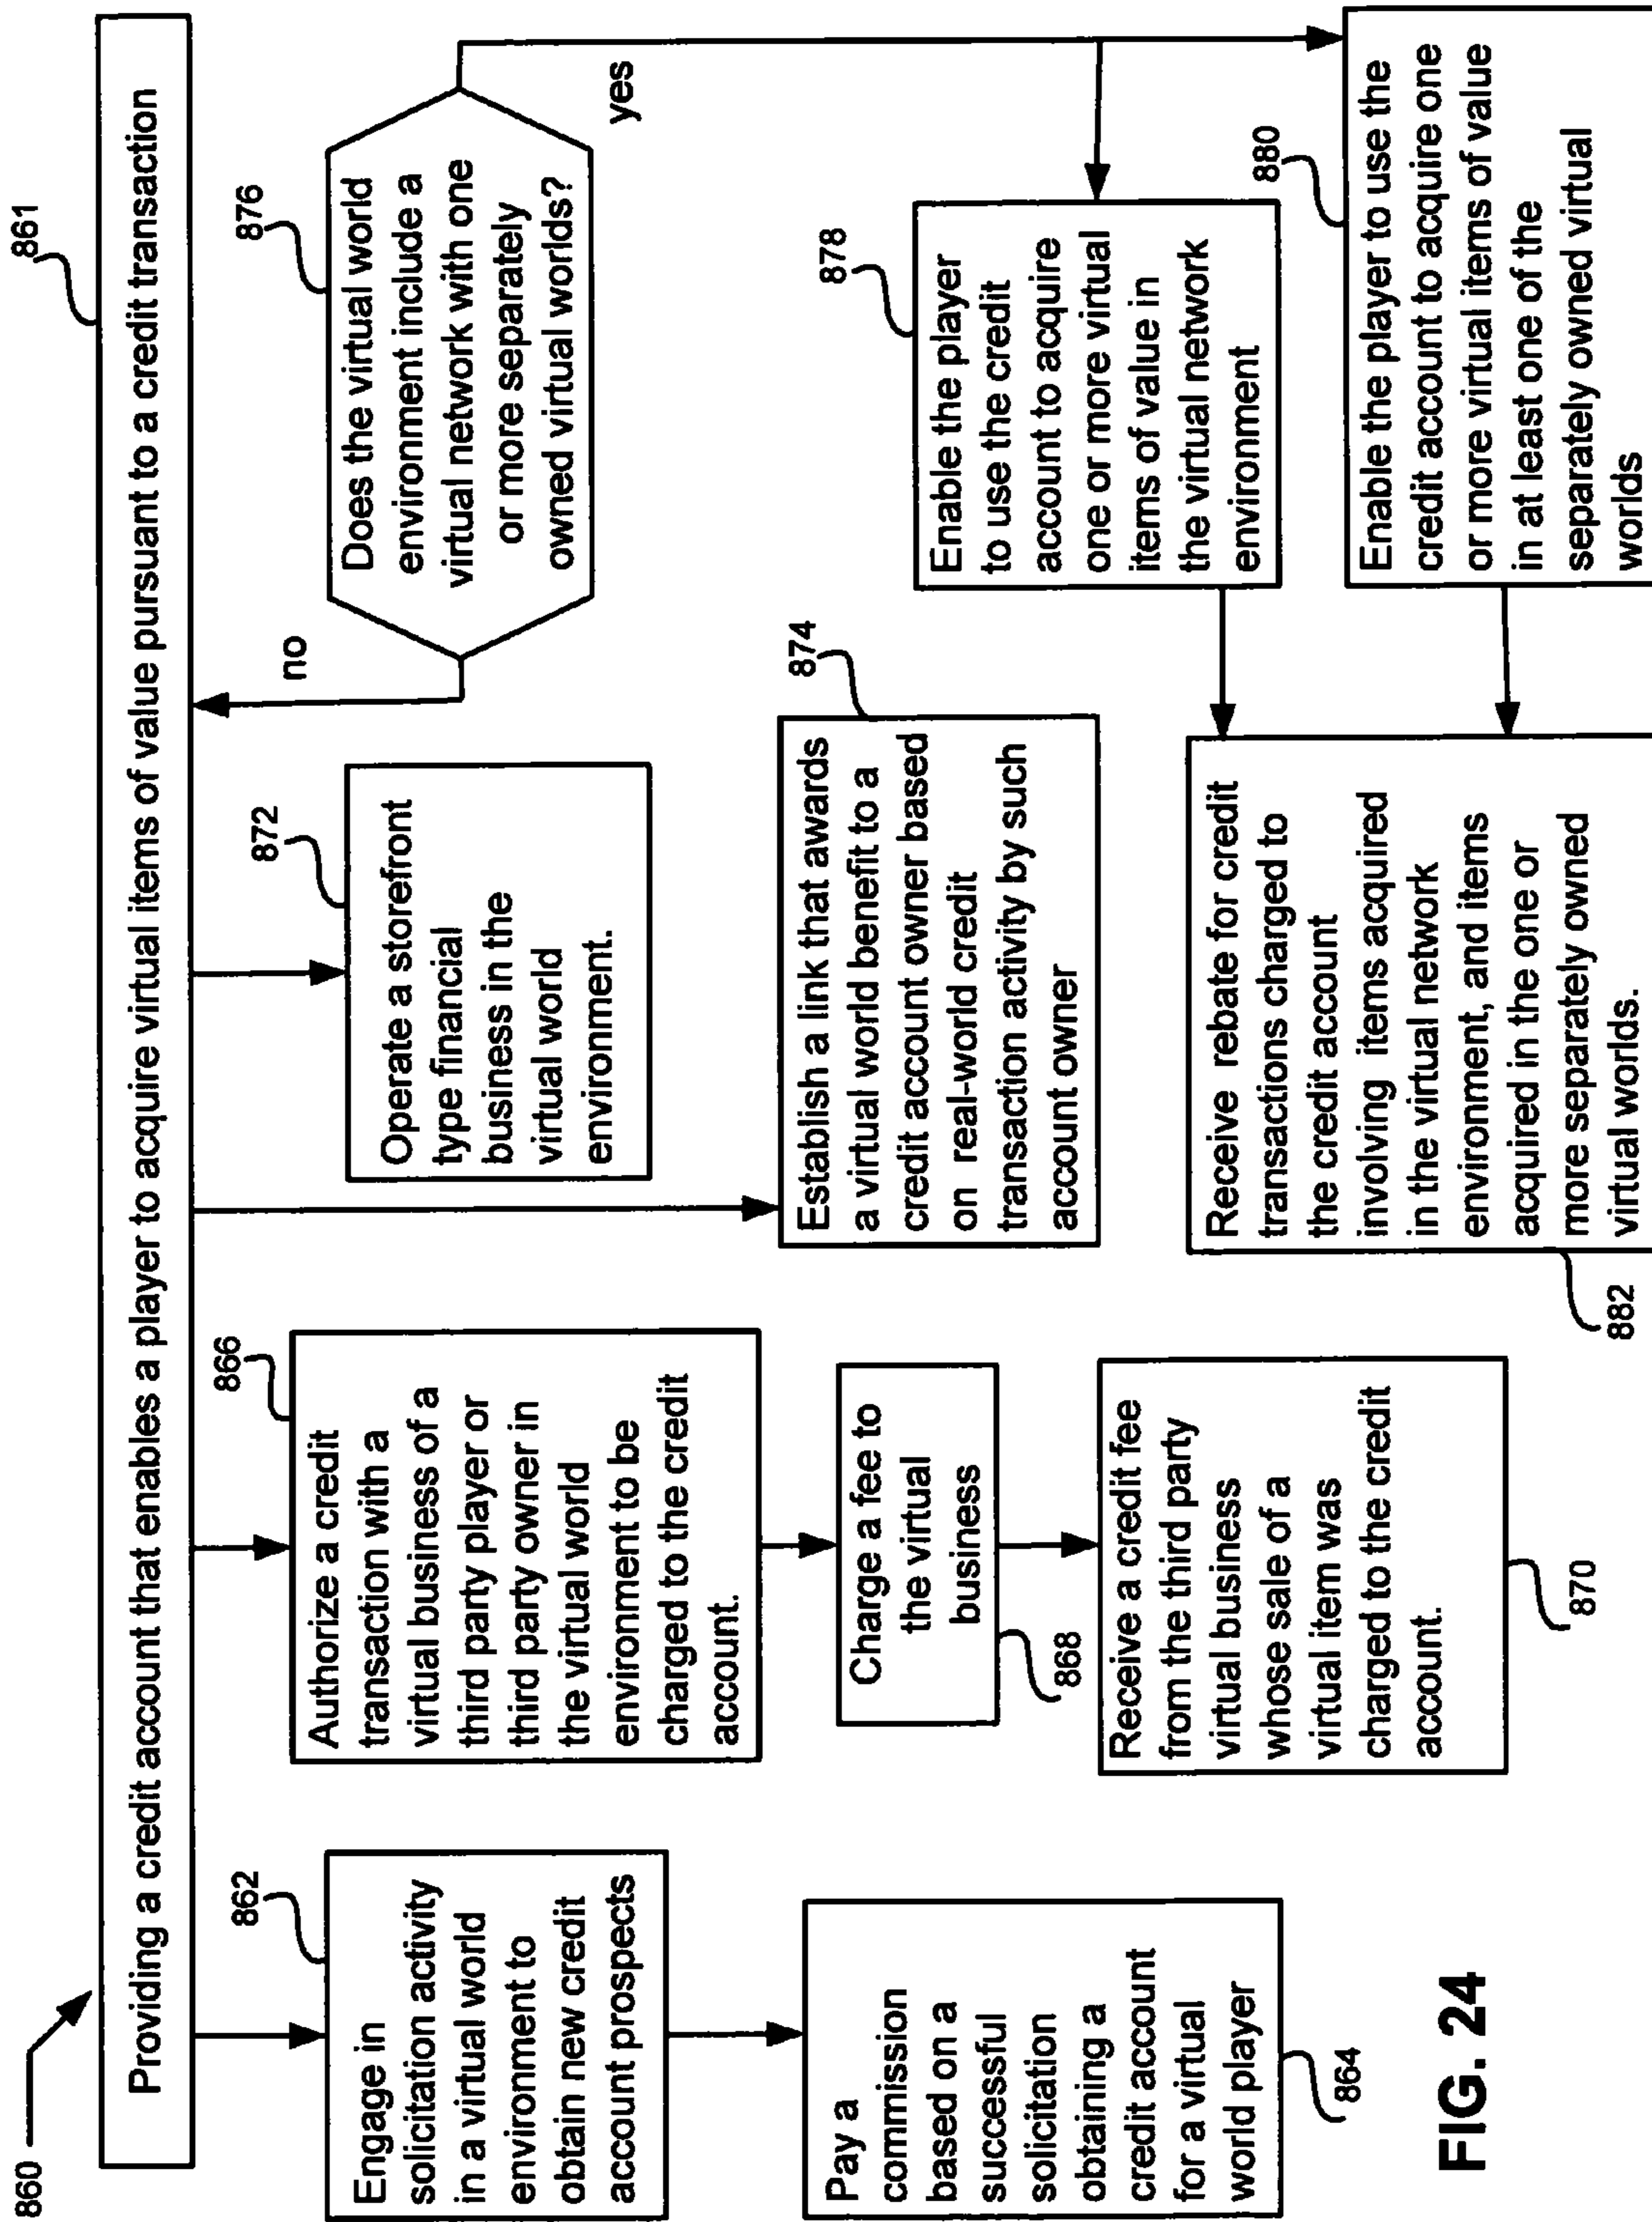 860
861
Providing a credit account that enables a player to acquire virtual items of value pursuant to a credit transaction
862
Engage in
solicitation activity
in a virtual world
environment to
obtain new credit
account prospects
Pay a
commission
based on a
successful
solicitation
obtaining a
credit account
for a virtual
world player
864
866
Authorize a credit
transaction with a
virtual business of a
third party player or
third party owner in
the virtual world
environment to be
charged to the credit
account.
Charge a fee to
the virtual
business
868
Receive a credit fee
from the third party
virtual business
whose sale of a
virtual item was
charged to the credit
account.
870
872
Operate a storefront
type financial
business in the
virtual world
environment.
874
Establish a link that awards
a virtual world benefit to a
credit account owner based
on real-world credit
transaction activity by such
account owner
876
Does the virtual world
environment include a
virtual network with one
or more separately
owned virtual worlds?
no
yes
878
Enable the player
to use the credit
account to acquire
one or more virtual
items of value in
the virtual network
environment
880
Enable the player to use the
credit account to acquire one
or more virtual items of value
in at least one of the
separately owned virtual
worlds
Receive rebate for credit
transactions charged to
the credit account
involving items acquired
in the virtual network
environment, and items
acquired in the one or
more separately owned
virtual worlds.
882
FIG. 24